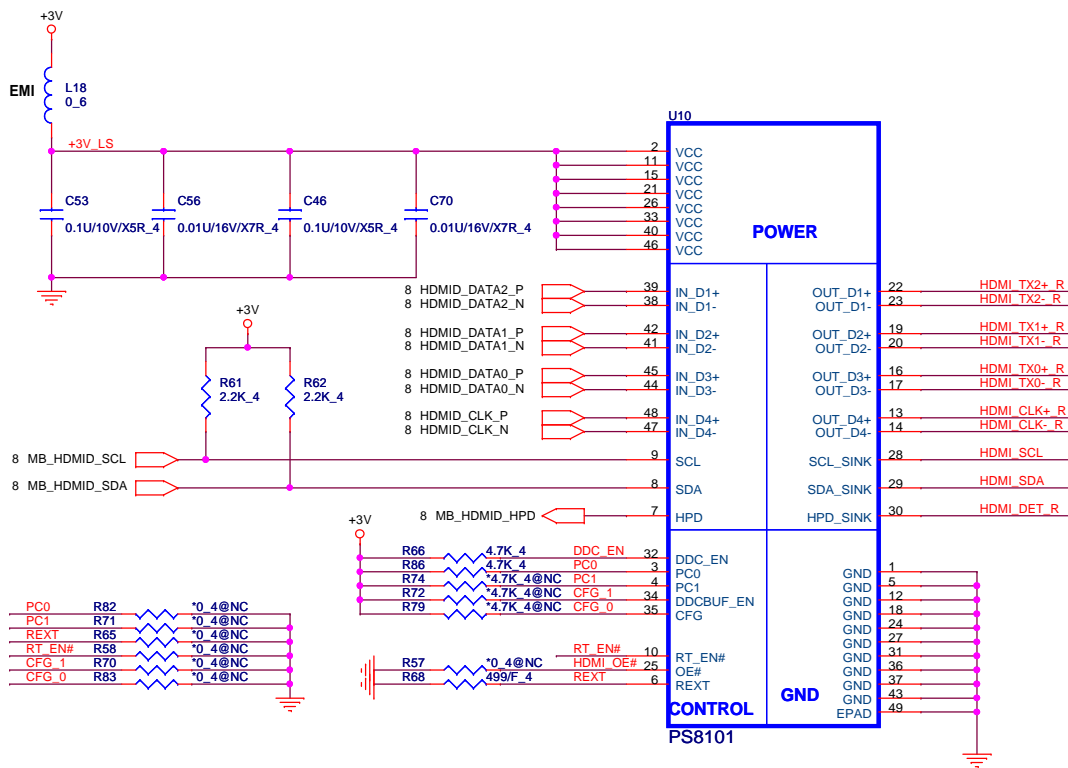 +3V
EMI
L18
0_6
+3V_LS
C53
0.1U/10V/X5R_4
C56
0.01U/16V/X7R_4
C46
0.1U/10V/X5R_4
C70
0.01U/16V/X7R_4
U10
2 VCC
11 VCC
15 VCC
21 VCC
26 VCC
33 VCC
40 VCC
46 VCC
POWER
8 HDMID_DATA2_P 39 IN_D1+ OUT_D1+ 22 HDMI_TX2+_R
8 HDMID_DATA2_N 38 IN_D1- OUT_D1- 23 HDMI_TX2-_R
8 HDMID_DATA1_P 42 IN_D2+ OUT_D2+ 19 HDMI_TX1+_R
8 HDMID_DATA1_N 41 IN_D2- OUT_D2- 20 HDMI_TX1-_R
8 HDMID_DATA0_P 45 IN_D3+ OUT_D3+ 16 HDMI_TX0+_R
8 HDMID_DATA0_N 44 IN_D3- OUT_D3- 17 HDMI_TX0-_R
8 HDMID_CLK_P 48 IN_D4+ OUT_D4+ 13 HDMI_CLK+_R
8 HDMID_CLK_N 47 IN_D4- OUT_D4- 14 HDMI_CLK-_R
+3V
R61
2.2K_4
R62
2.2K_4
8 MB_HDMID_SCL 9 SCL SCL_SINK 28 HDMI_SCL
8 MB_HDMID_SDA 8 SDA SDA_SINK 29 HDMI_SDA
8 MB_HDMID_HPD 7 HPD HPD_SINK 30 HDMI_DET_R
+3V
R66 4.7K_4 DDC_EN 32 DDC_EN
R86 4.7K_4 PC0 3 PC0
R74 *4.7K_4@NC PC1 4 PC1
R72 *4.7K_4@NC CFG_1 34 DDCBUF_EN
R79 *4.7K_4@NC CFG_0 35 CFG
RT_EN# 10 RT_EN#
R57 *0_4@NC HDMI_OE# 25 OE#
R68 499/F_4 REXT 6 REXT
PC0 R82 *0_4@NC
PC1 R71 *0_4@NC
REXT R65 *0_4@NC
RT_EN# R58 *0_4@NC
CFG_1 R70 *0_4@NC
CFG_0 R83 *0_4@NC
GND 1
GND 5
GND 12
GND 18
GND 24
GND 27
GND 31
GND 36
GND 37
GND 43
EPAD 49
CONTROL
GND
PS8101